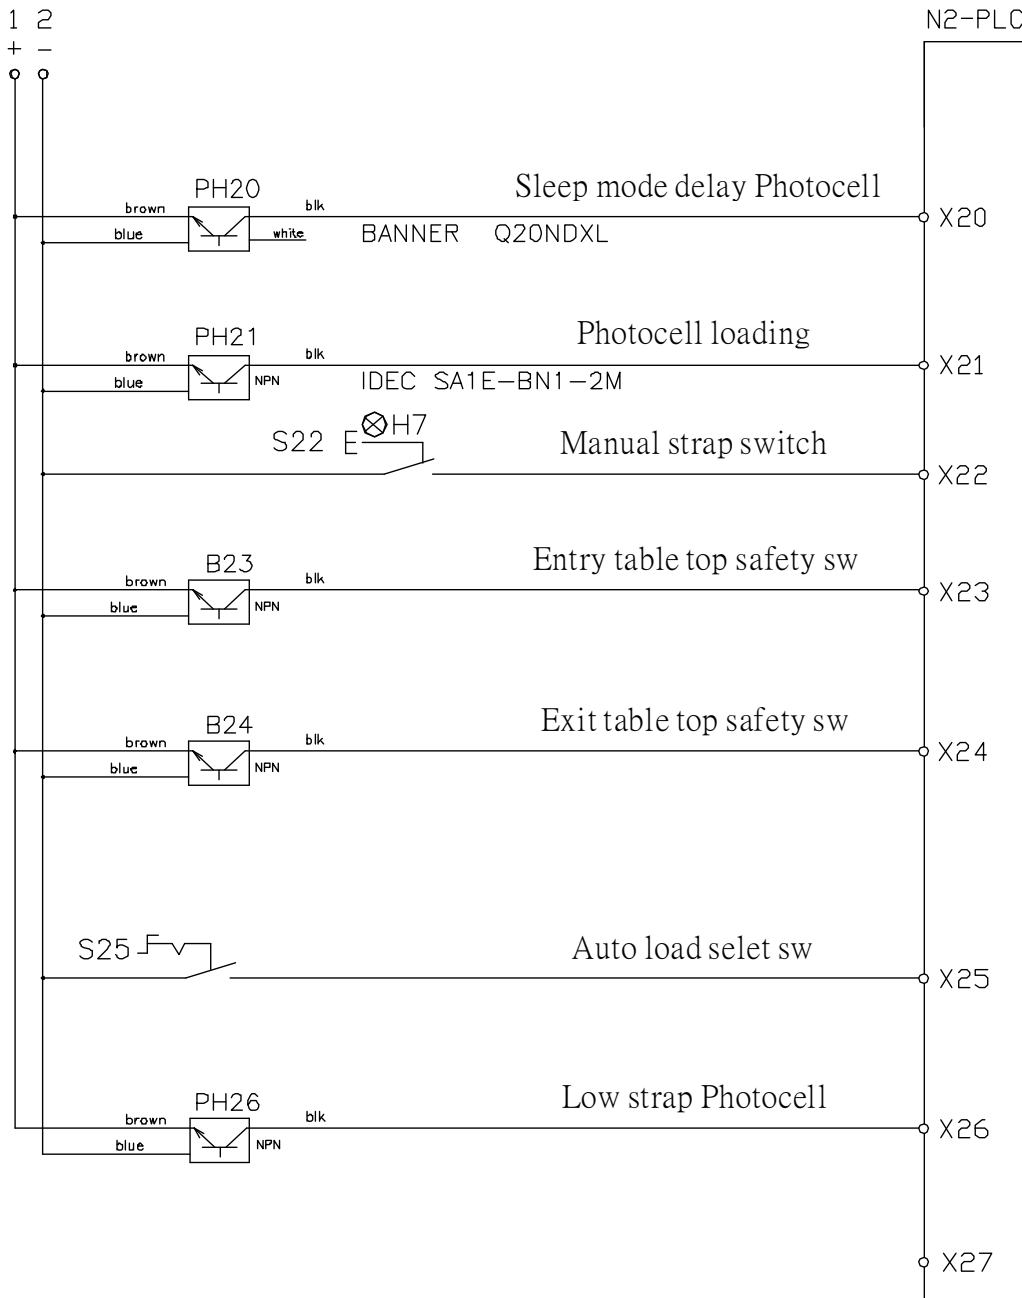 1 2 N2-PLC
+ -
PH20 Sleep mode delay Photocell
brown blk X20
blue white BANNER Q20NDXL
PH21 Photocell loading
brown blk X21
blue NPN IDEC SA1E-BN1-2M
S22 E H7 Manual strap switch
X22
B23 Entry table top safety sw
brown blk X23
blue NPN
B24 Exit table top safety sw
brown blk X24
blue NPN
S25 Auto load selet sw
X25
PH26 Low strap Photocell
brown blk X26
blue NPN
X27